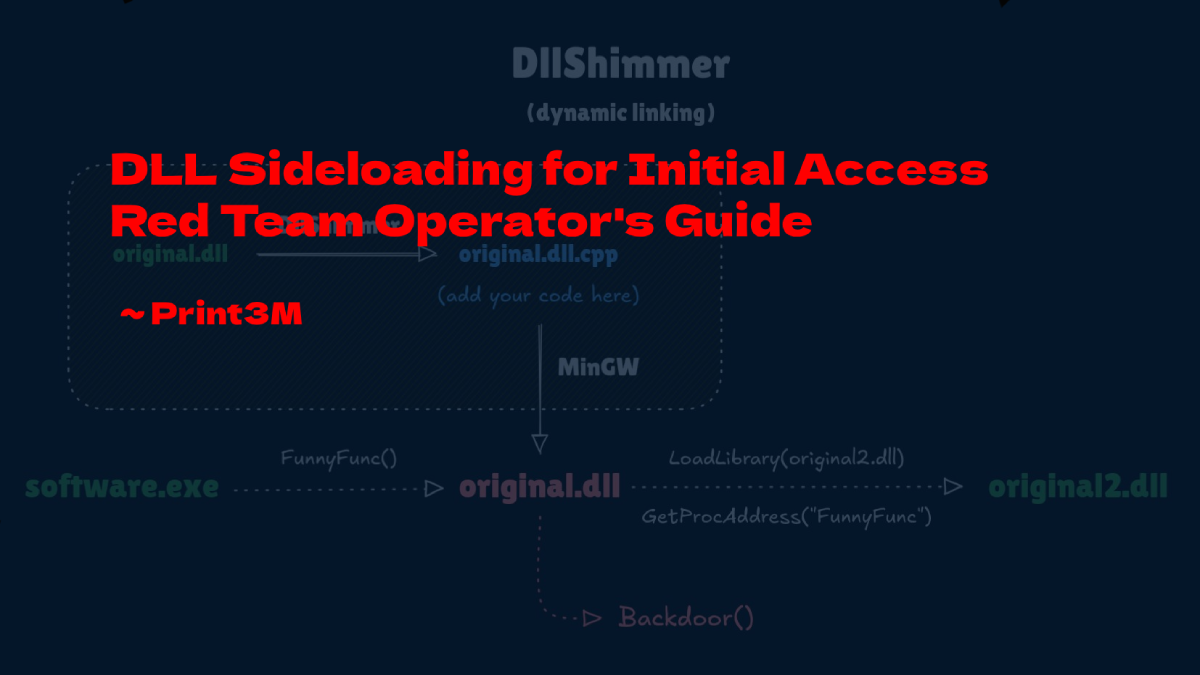 DllShimmer
(dynamic linking)
DLL Sideloading for Initial Access
Red Team Operator's Guide
DllShimmer
original.dll
original.dll.cpp
(add your code here)
~ Print3M
MinGW
FunnyFunc()
LoadLibrary(original2.dll)
software.exe
original.dll
original2.dll
GetProcAddress("FunnyFunc")
Backdoor()